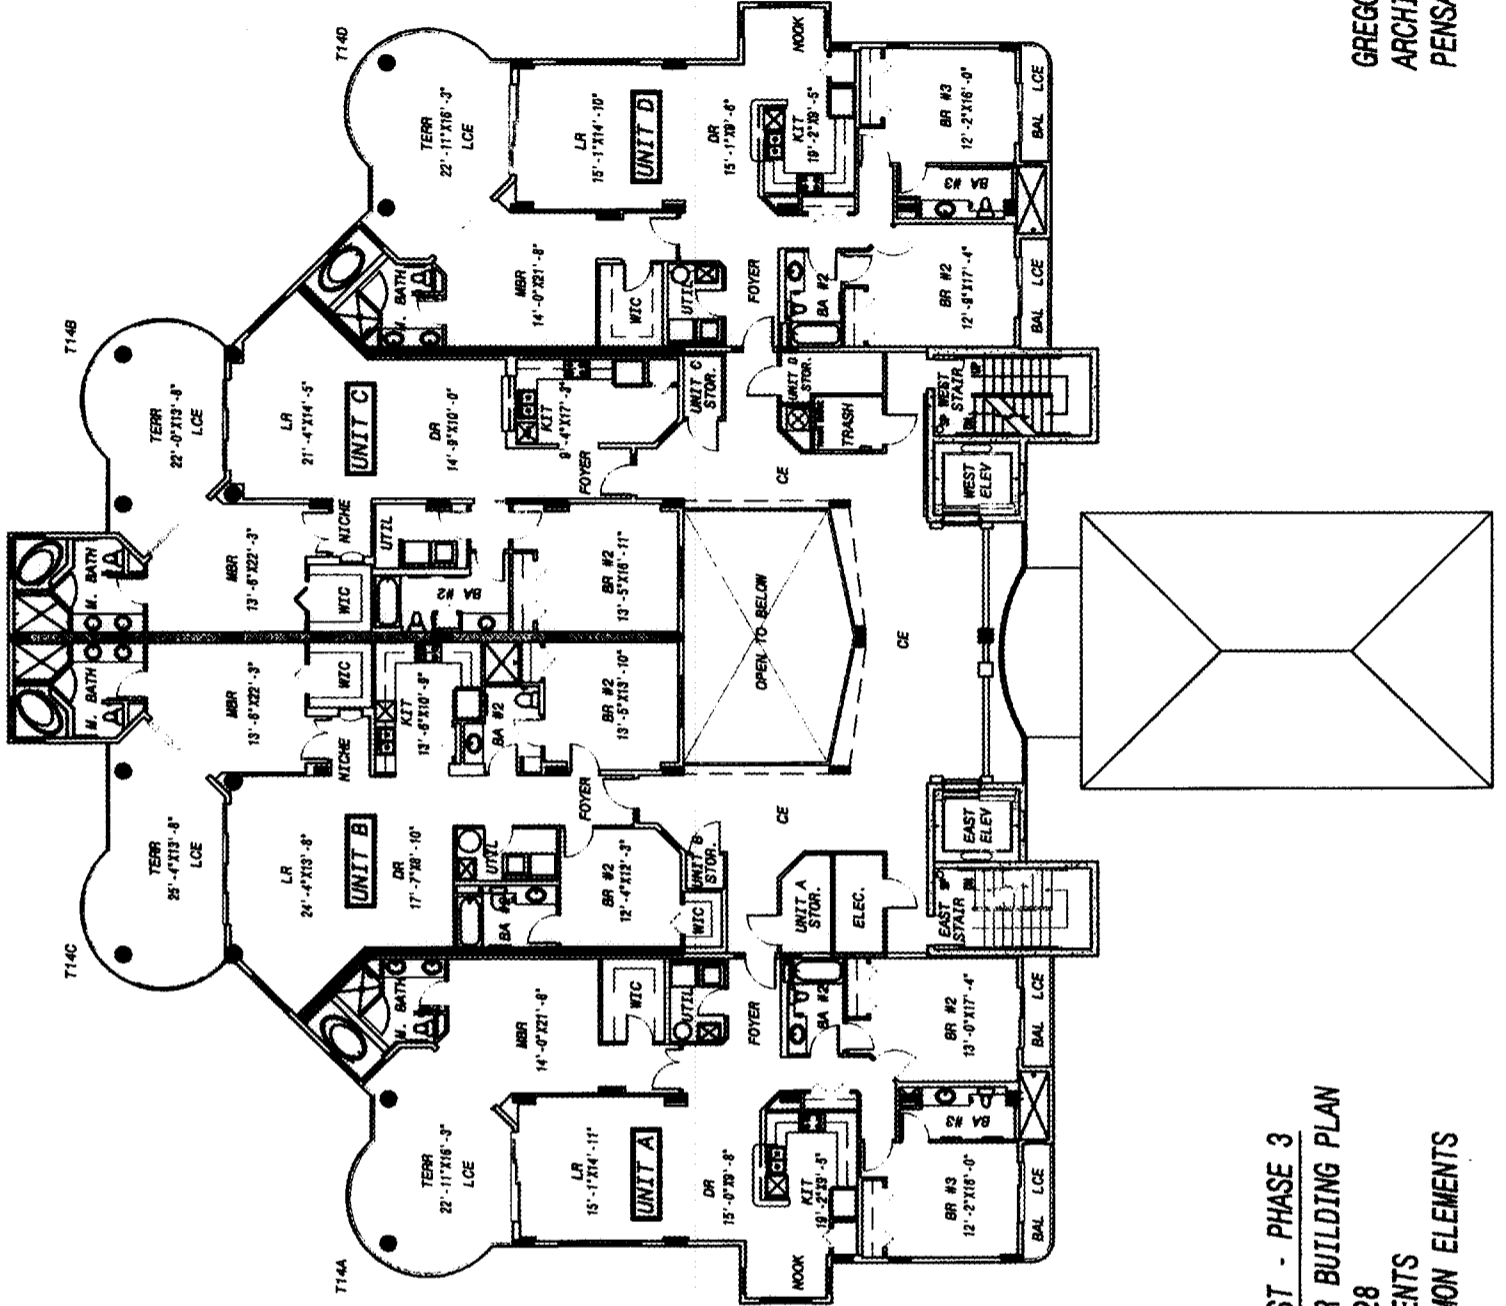 T14A
T14C
T14B
T14D
TERR
22'-11"X16'-3"
LCE
LR
15'-1"X14'-11"
UNIT A
DR
15'-0"X9'-8"
KIT
19'-2"X9'-5"
NOOK
BR #3
12'-2"X16'-0"
BAL LCE
BA #3
MBR
14'-0"X21'-8"
M. BATH
WIC
UTIL
FOYER
BA #2
BR #2
13'-0"X17'-4"
BAL LCE
TERR
25'-4"X13'-8"
LCE
LR
24'-4"X13'-8"
UNIT B
DR
17'-7"X8'-10"
UTIL
BR #2
12'-4"X12'-3"
WIC
UNIT B
STOR.
UNIT A
STOR.
ELEC.
EAST
STAIR
EAST
ELEV
CE
FOYER
M. BATH
MBR
13'-6"X22'-3"
NICHE
WIC
KIT
13'-6"X10'-8"
BA #2
BR #2
13'-5"X13'-10"
OPEN TO BELOW
CE
M. BATH
MBR
13'-6"X22'-3"
WIC
NICHE
UTIL
BA #2
BR #2
13'-5"X16'-11"
TERR
22'-0"X13'-8"
LCE
LR
21'-4"X14'-5"
UNIT C
DR
14'-9"X10'-0"
KIT
9'-4"X17'-3"
FOYER
UNIT C
STOR.
CE
UNIT D
STOR.
TRASH
WEST
STAIR
UP
WEST
ELEV
TERR
22'-11"X16'-3"
LCE
LR
15'-1"X14'-10"
UNIT D
DR
15'-1"X9'-6"
KIT
19'-2"X9'-5"
NOOK
BR #3
12'-2"X16'-0"
BAL LCE
BA #3
MBR
14'-0"X21'-8"
M. BATH
WIC
UTIL
FOYER
BA #2
BR #2
12'-9"X17'-4"
BAL LCE
ST - PHASE 3
BUILDING PLAN
28
ENTS
MON ELEMENTS
GREGO
ARCHI
PENSA